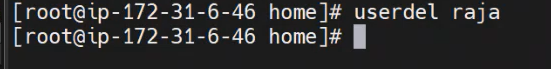 [root@ip-172-31-6-46 home]# userdel raja
[root@ip-172-31-6-46 home]#